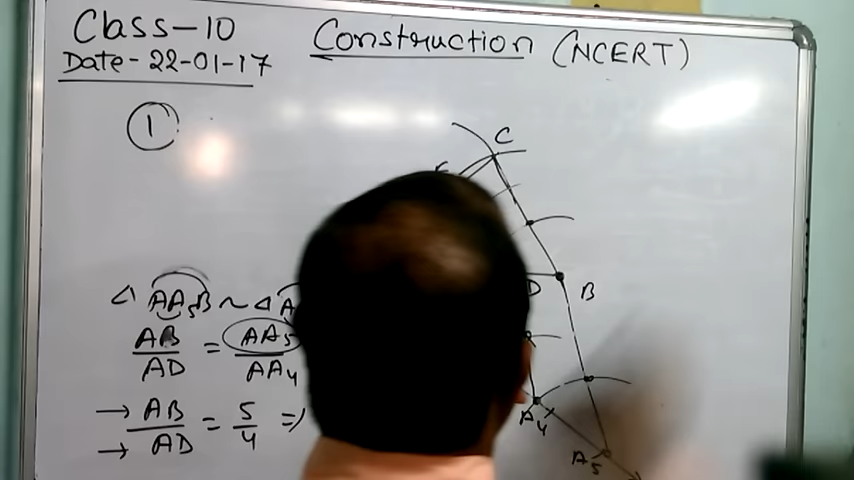 Class-10
Date-22-01-17
Construction (NCERT)
1
C
△ AA₅B ~ △ A
AB/AD = AA₅/AA₄
→ AB
→ AD = 5/4 ⇒
D
B
A₄
A₅